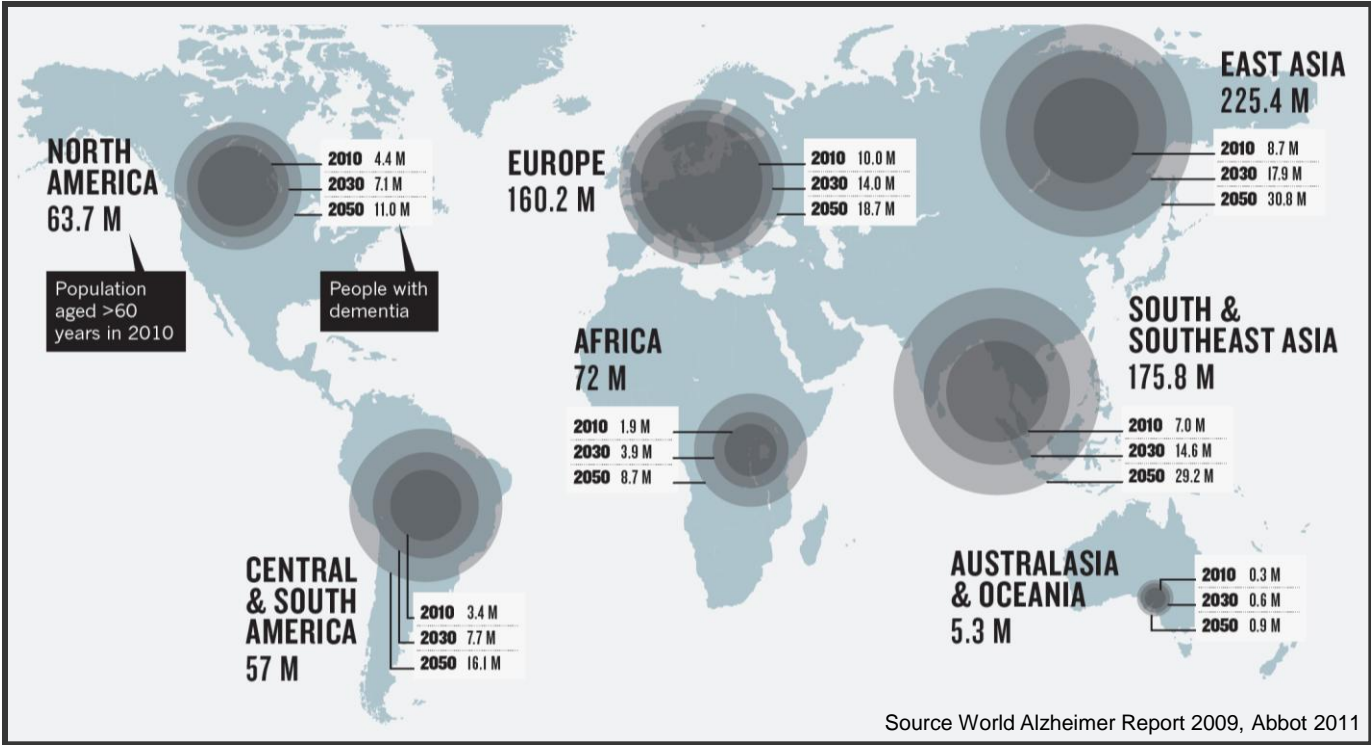 NORTH
AMERICA
63.7 M
2010 4.4 M
2030 7.1 M
2050 11.0 M
Population
aged >60
years in 2010
People with
dementia
EUROPE
160.2 M
2010 10.0 M
2030 14.0 M
2050 18.7 M
EAST ASIA
225.4 M
2010 8.7 M
2030 17.9 M
2050 30.8 M
AFRICA
72 M
2010 1.9 M
2030 3.9 M
2050 8.7 M
SOUTH &
SOUTHEAST ASIA
175.8 M
2010 7.0 M
2030 14.6 M
2050 29.2 M
CENTRAL
& SOUTH
AMERICA
57 M
2010 3.4 M
2030 7.7 M
2050 16.1 M
AUSTRALASIA
& OCEANIA
5.3 M
2010 0.3 M
2030 0.6 M
2050 0.9 M
Source World Alzheimer Report 2009, Abbot 2011